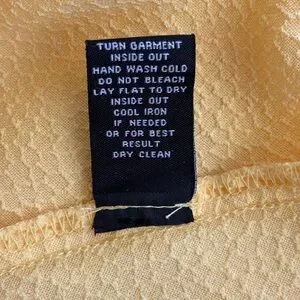 TURN GARMENT
INSIDE OUT
HAND WASH COLD
DO NOT BLEACH
LAY FLAT TO DRY
INSIDE OUT
COOL IRON
IF NEEDED
OR FOR BEST
RESULT
DRY CLEAN